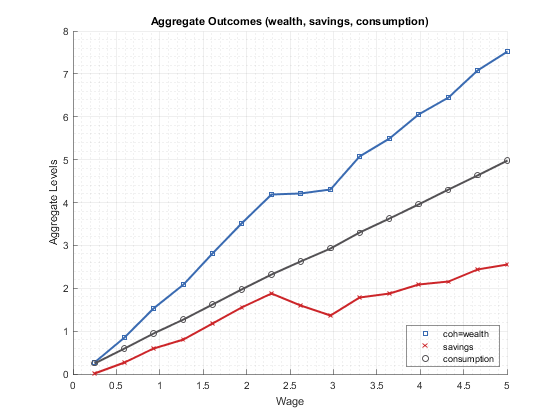 Aggregate Outcomes (wealth, savings, consumption)
8
7
6
5
4
3
2
1
0
Aggregate Levels
0 0.5 1 1.5 2 2.5 3 3.5 4 4.5 5
Wage
coh=wealth
savings
consumption